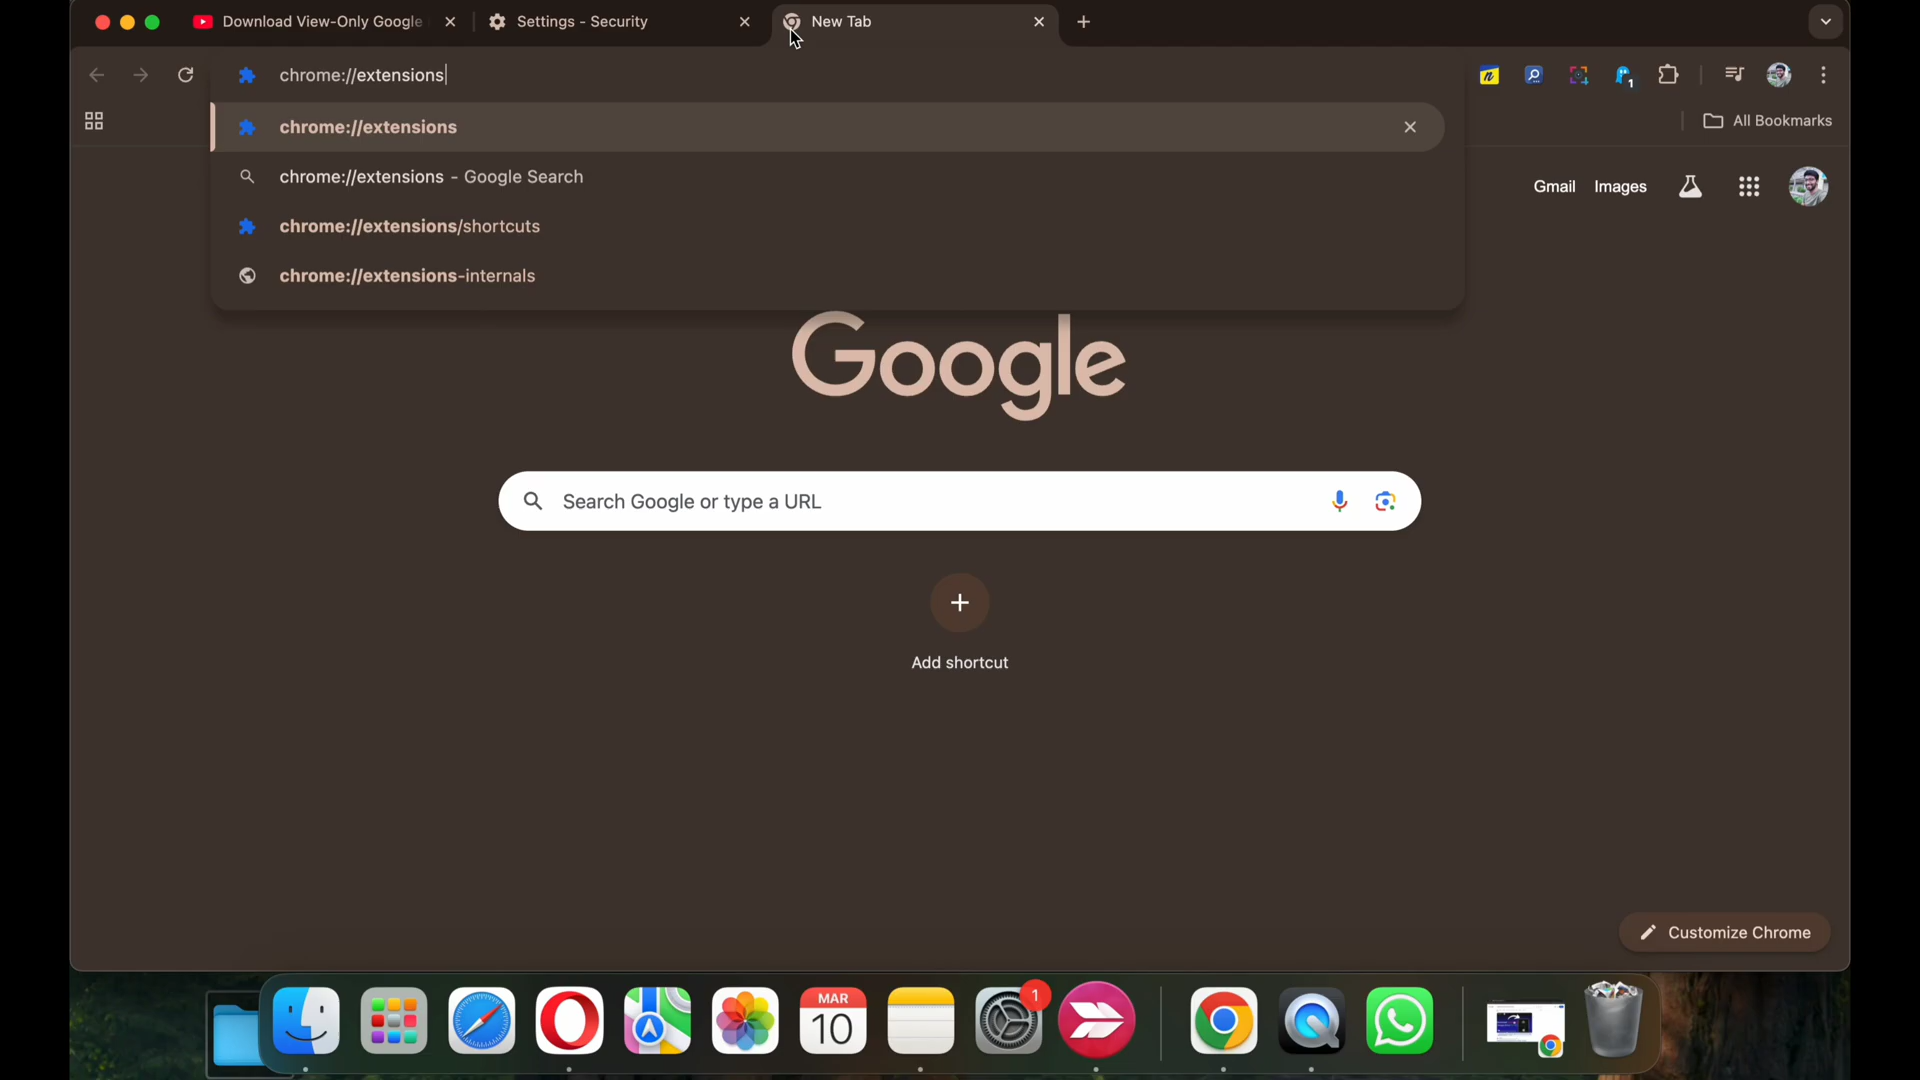 Download View-Only Google
Settings - Security
New Tab
chrome://extensions
n
1
chrome://extensions
All Bookmarks
chrome://extensions - Google Search
Gmail
Images
chrome://extensions/shortcuts
chrome://extensions-internals
Google
Search Google or type a URL
Add shortcut
Customize Chrome
MAR
10
1